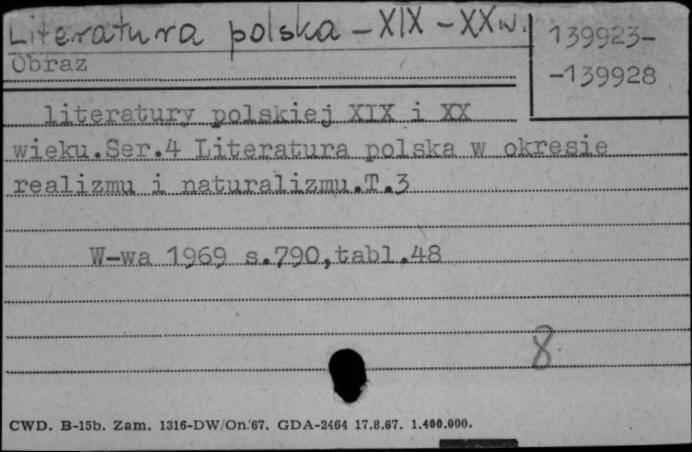 Literatura polska - XIX - XX w.
139923-
-139928
Obraz
literatury polskiej XIX i XX
wieku.Ser.4 Literatura polska w okresie
realizmu i naturalizmu.T.3
W-wa 1969 s.790,tabl.48
8
CWD. B-15b. Zam. 1316-DW/On.'67. GDA-2464 17.8.67. 1.400.000.